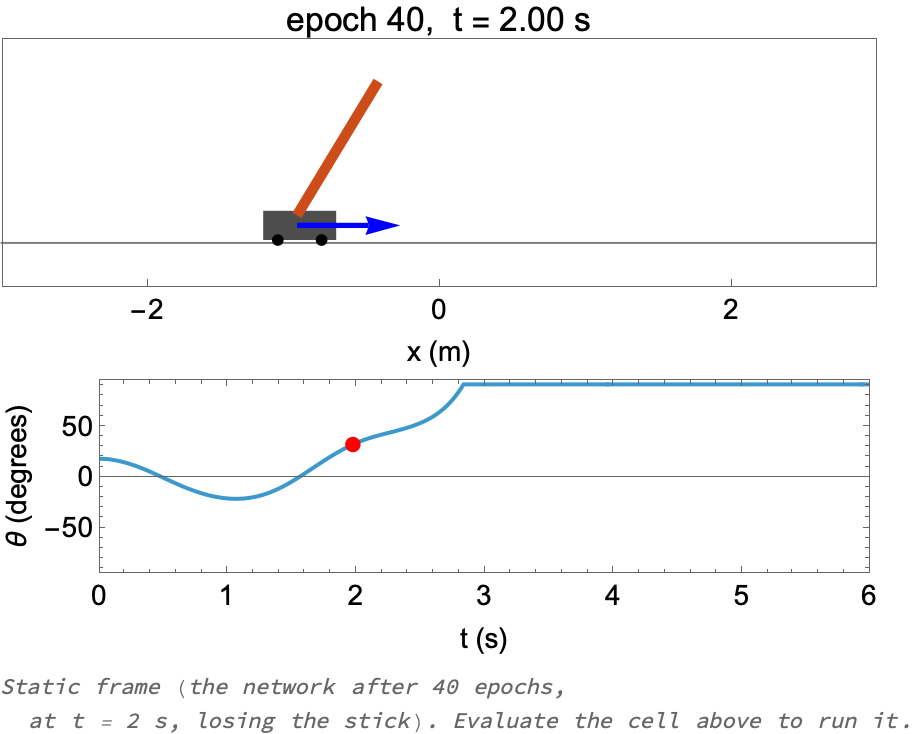 epoch 40,  t = 2.00 s
−2 0 2
x (m)
θ (degrees)
50
0
−50
0 1 2 3 4 5 6
t (s)
Static frame (the network after 40 epochs,
at t = 2 s, losing the stick). Evaluate the cell above to run it.